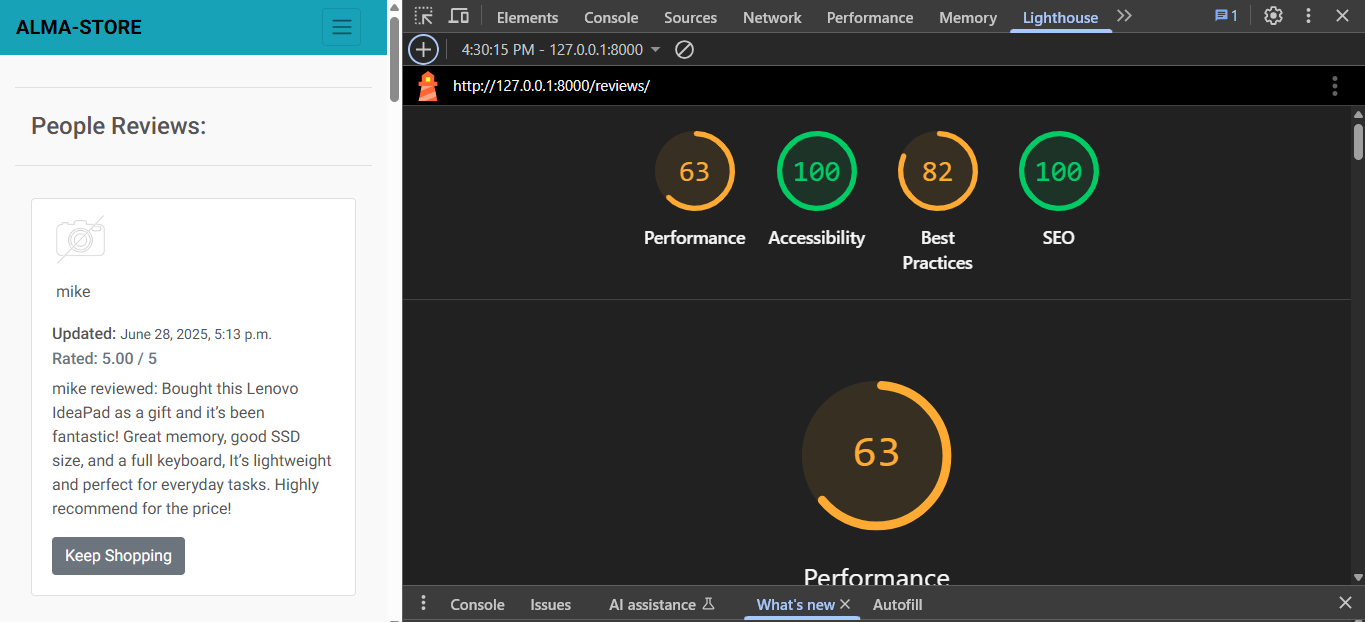 ALMA-STORE
People Reviews:
mike
Updated: June 28, 2025, 5:13 p.m.
Rated: 5.00 / 5
mike reviewed: Bought this Lenovo
IdeaPad as a gift and it’s been
fantastic! Great memory, good SSD
size, and a full keyboard, It’s lightweight
and perfect for everyday tasks. Highly
recommend for the price!
Keep Shopping
Elements Console Sources Network Performance Memory Lighthouse 1
4:30:15 PM - 127.0.0.1:8000
http://127.0.0.1:8000/reviews/
63 100 82 100
Performance Accessibility Best Practices SEO
63
Performance
Console Issues AI assistance What's new Autofill